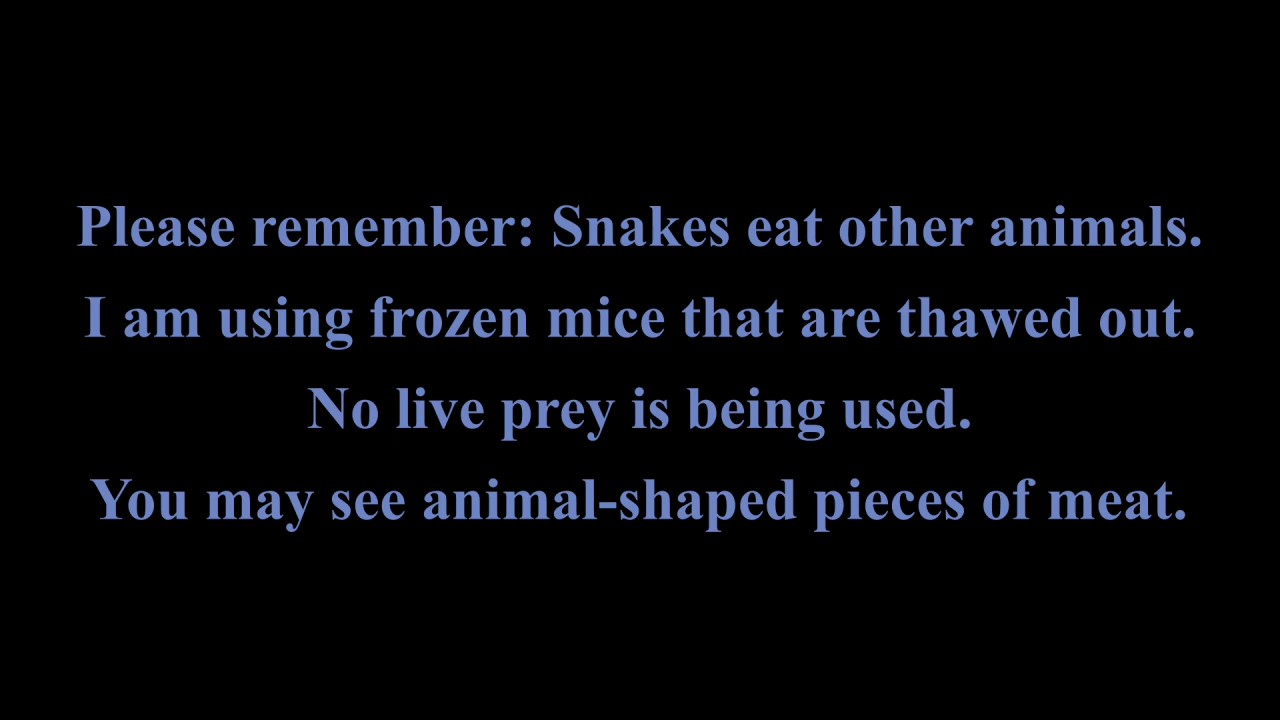 Please remember: Snakes eat other animals.
I am using frozen mice that are thawed out.
No live prey is being used.
You may see animal-shaped pieces of meat.